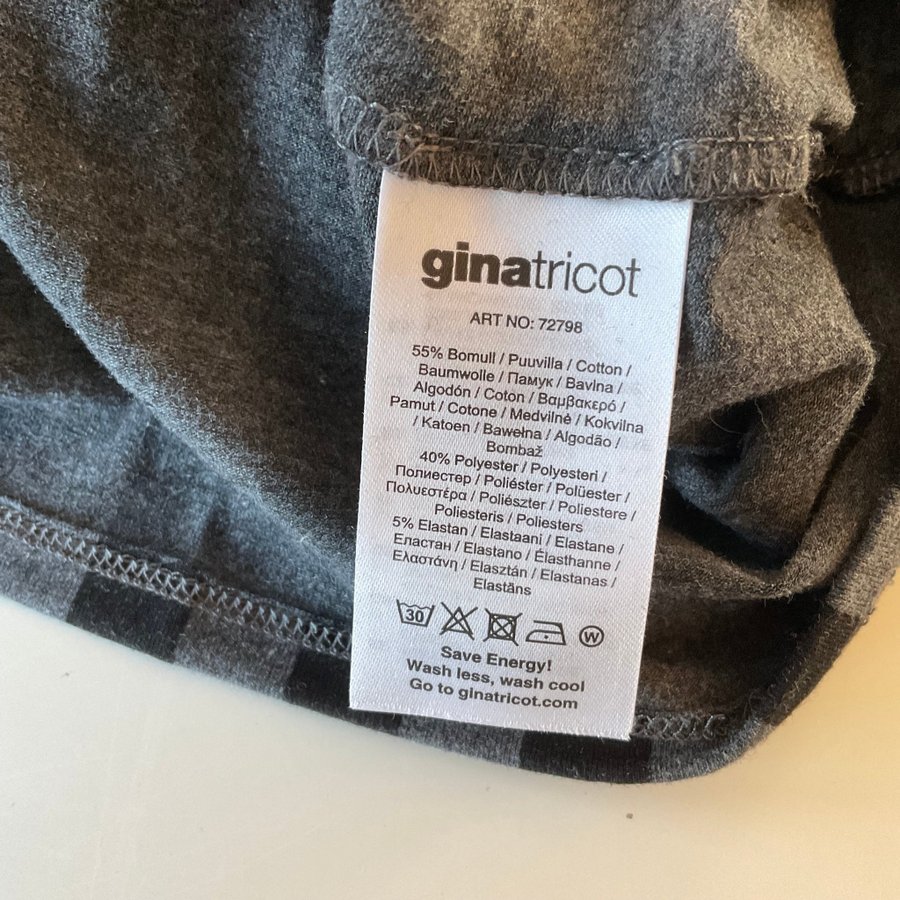 ginatricot
ART NO: 72798
55% Bomull / Puuvilla / Cotton /
Baumwolle / Памук / Bavlna /
Algodón / Coton / Βαμβακερό /
Pamut / Cotone / Medvilnė / Kokvilna
/ Katoen / Bawełna / Algodão /
Bombaž
40% Polyester / Polyesteri /
Полиестер / Poliéster / Polüester /
Πολυεστέρα / Poliészter / Poliestere /
Poliesteris / Poliesters
5% Elastan / Elastaani / Elastane /
Еластан / Elastano / Élasthanne /
Ελαστάνη / Elasztán / Elastanas /
Elastāns
30 W
Save Energy!
Wash less, wash cool
Go to ginatricot.com